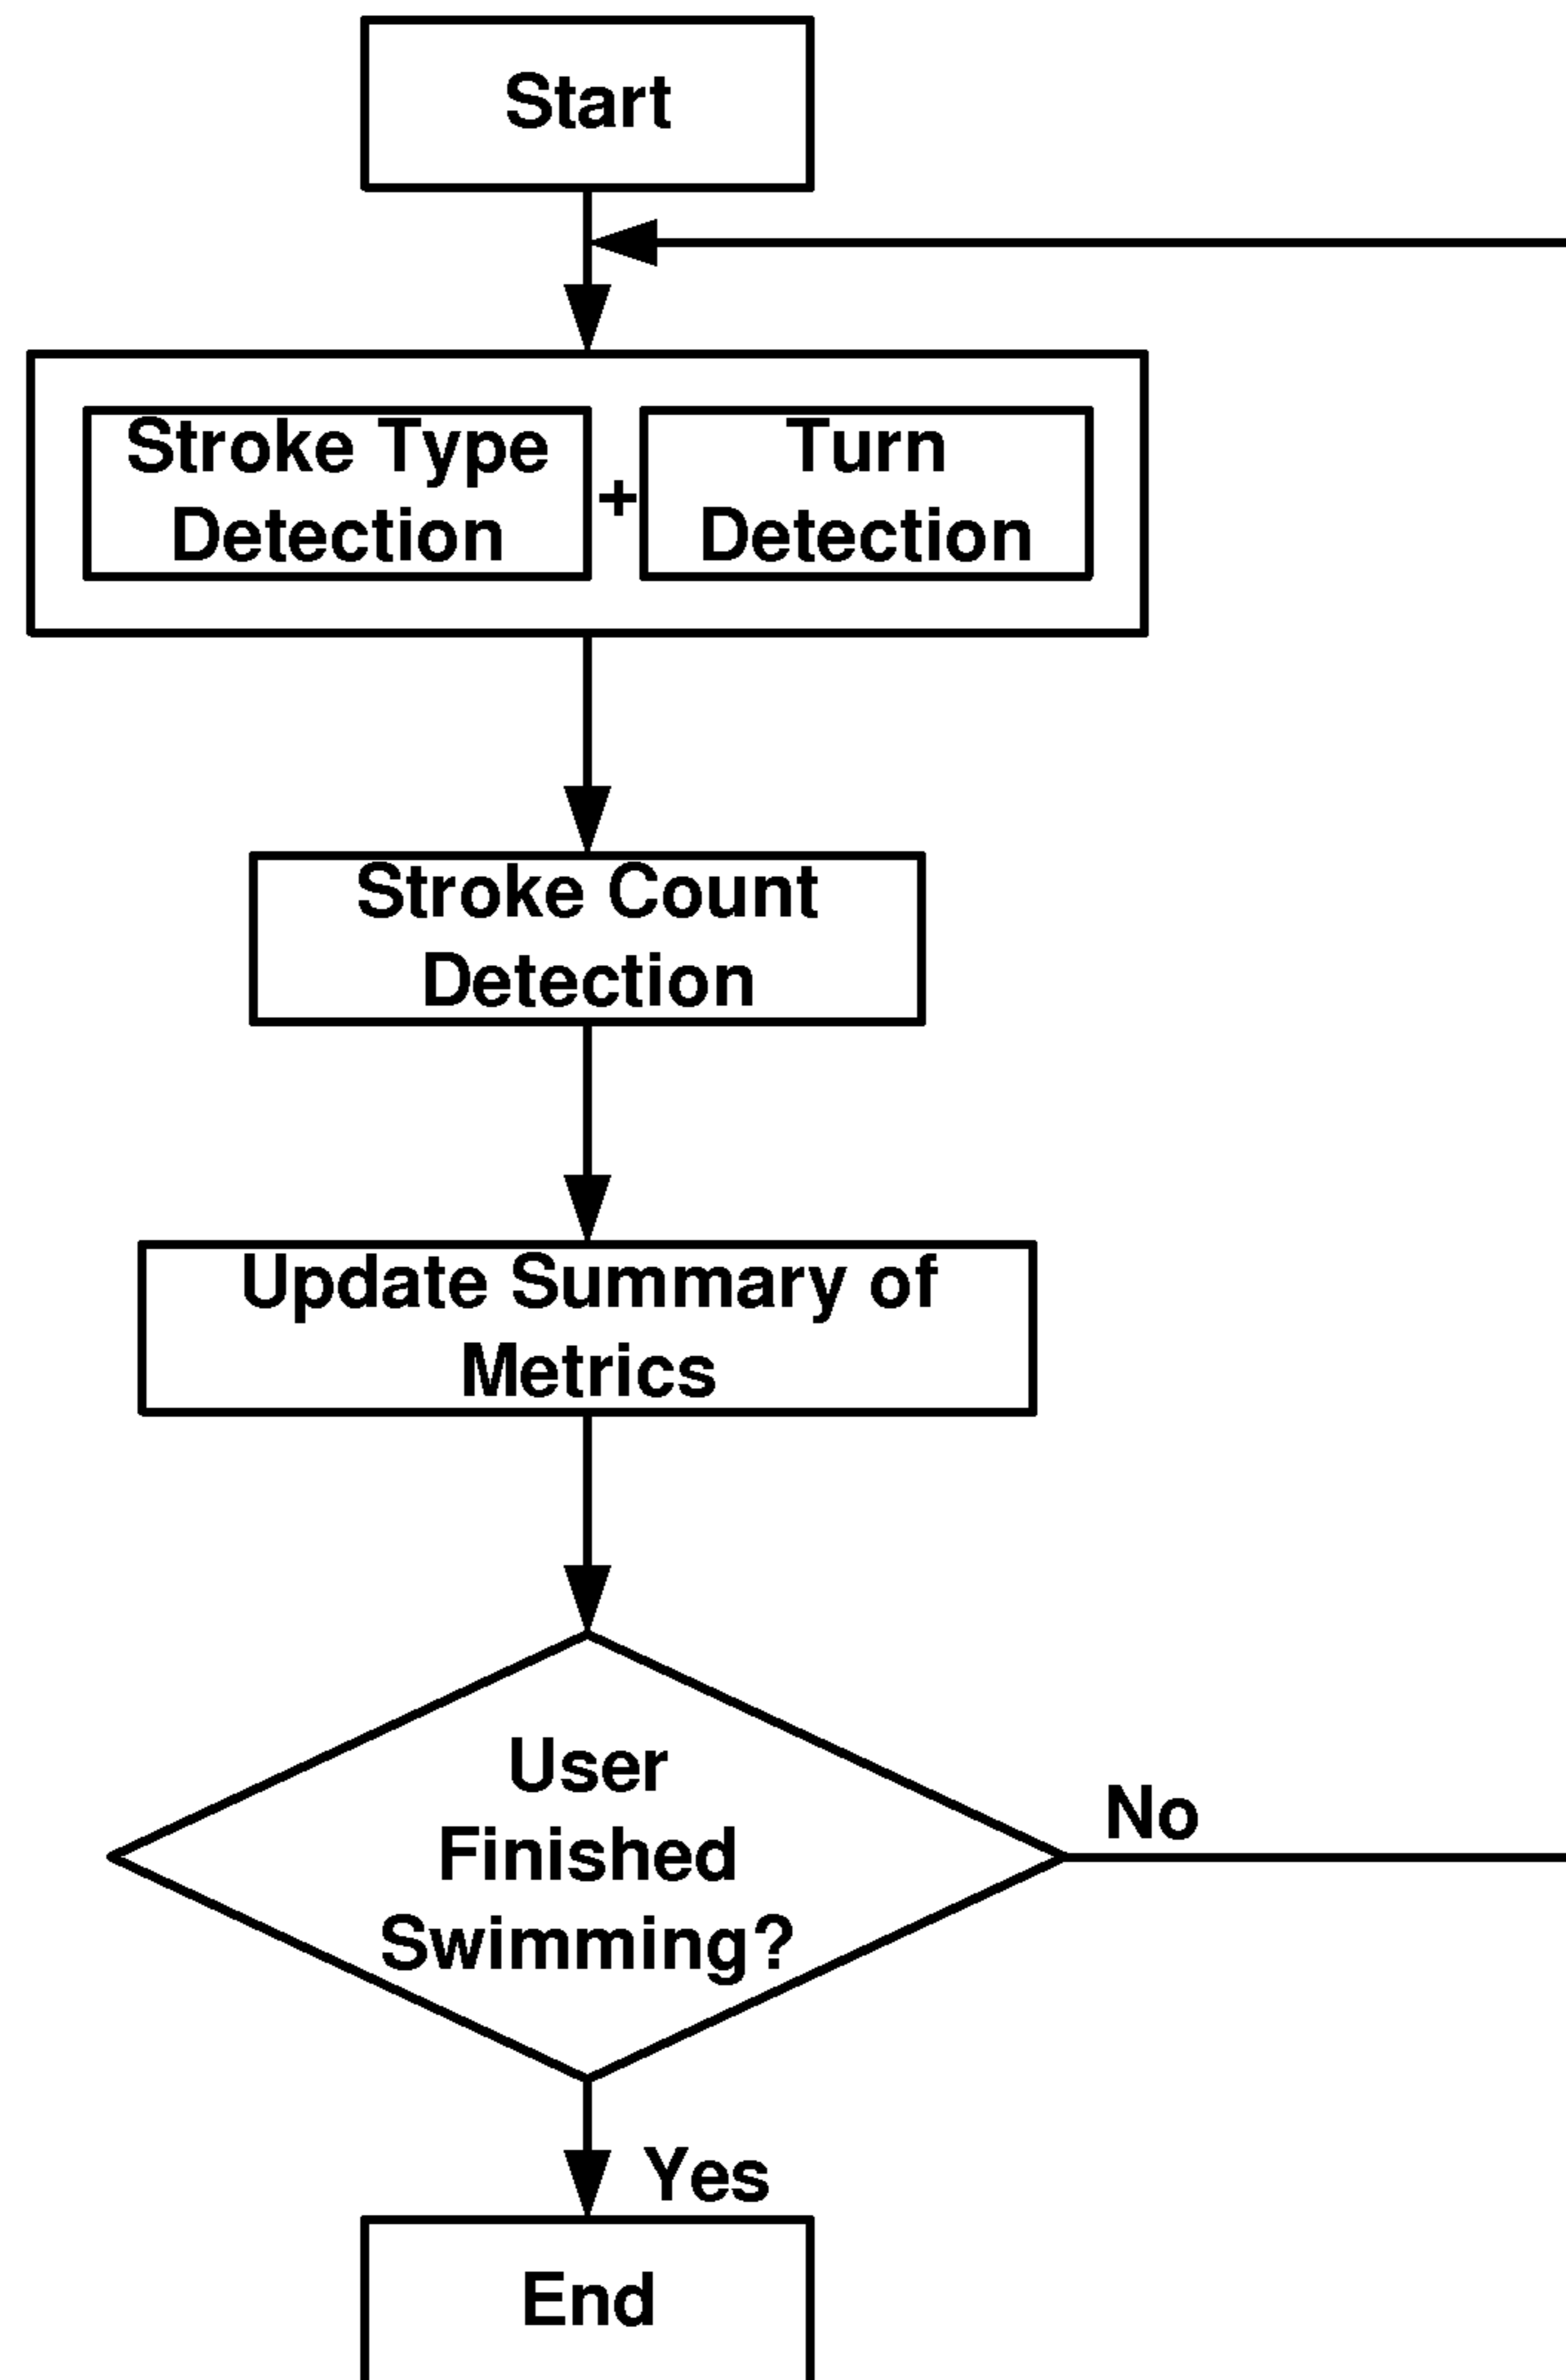 Start
Stroke Type
Detection
+
Turn
Detection
Stroke Count
Detection
Update Summary of
Metrics
User
Finished
Swimming?
No
Yes
End